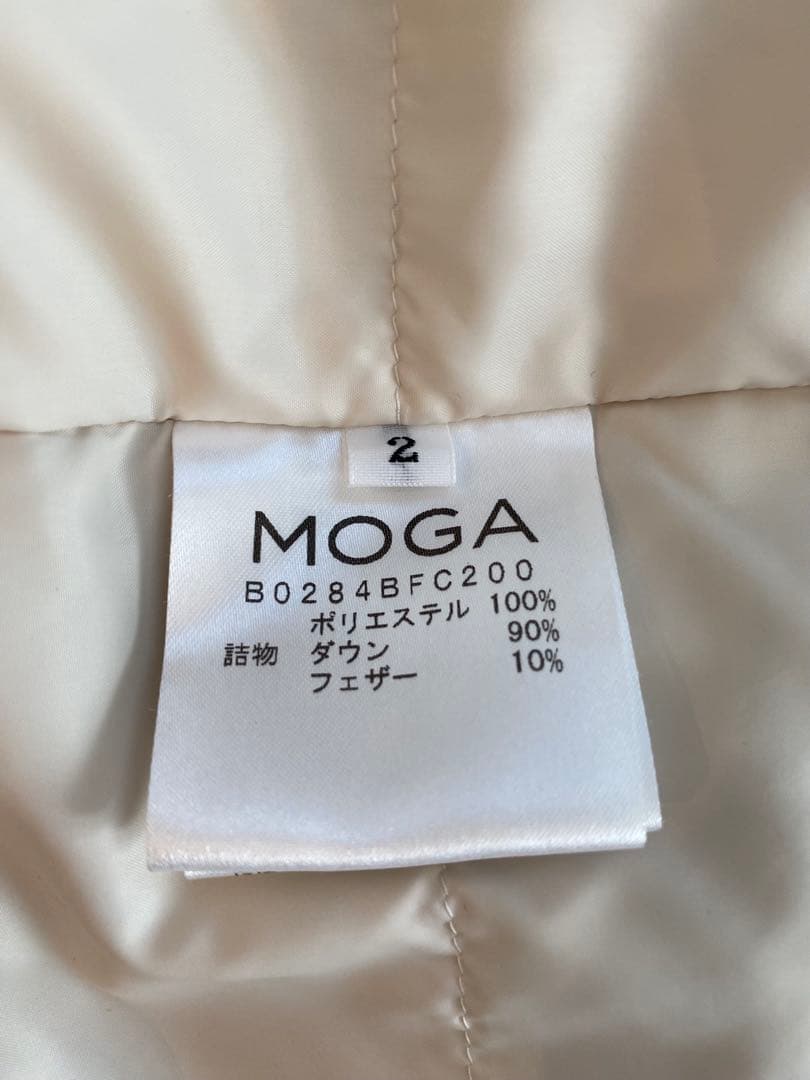 2
MOGA
B0284BFC200
ポリエステル 100%
詰物 ダウン 90%
フェザー 10%